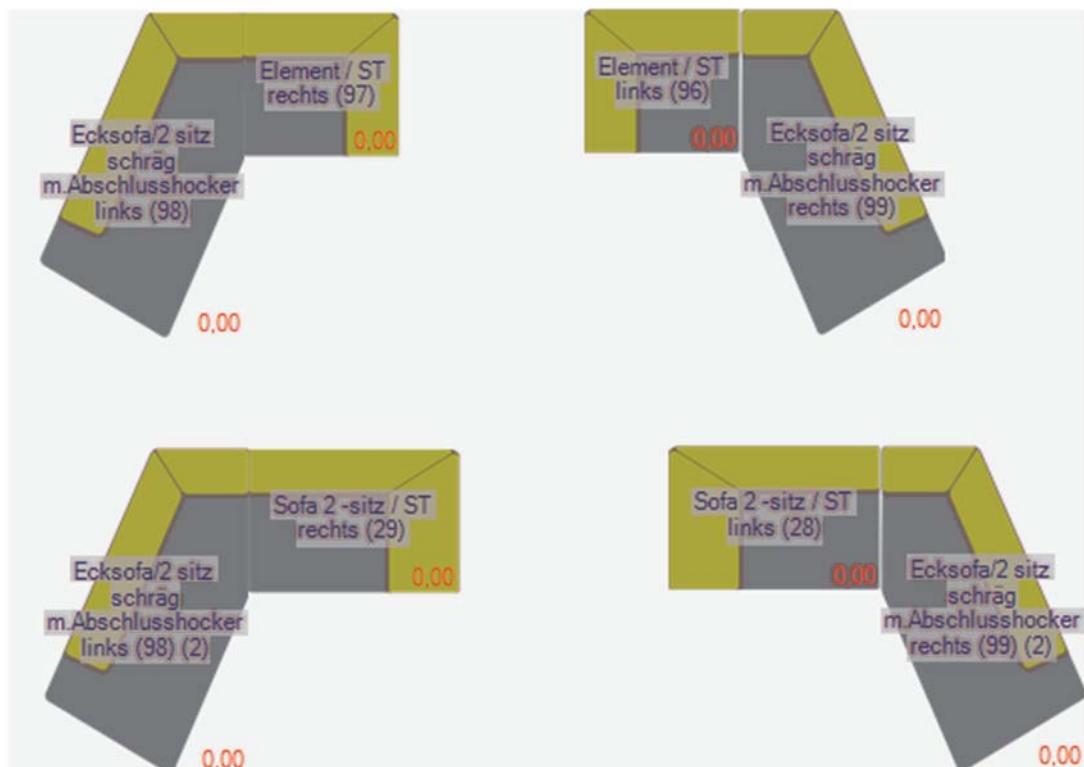 Element / ST
rechts (97)
0,00
Ecksofa/2 sitz
schräg
m.Abschlusshocker
links (98)
0,00
Element / ST
links (96)
0,00
Ecksofa/2 sitz
schräg
m.Abschlusshocker
rechts (99)
0,00
Sofa 2 -sitz / ST
rechts (29)
0,00
Ecksofa/2 sitz
schräg
m.Abschlusshocker
links (98) (2)
0,00
Sofa 2 -sitz / ST
links (28)
0,00
Ecksofa/2 sitz
schräg
m.Abschlusshocker
rechts (99) (2)
0,00